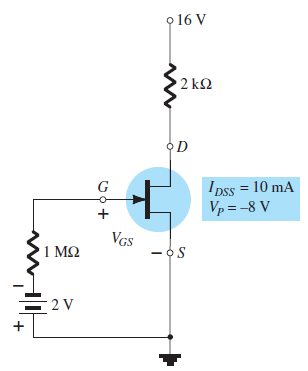 16 V
2 kΩ
D
G
+
V_GS
I_DSS = 10 mA
V_P = –8 V
1 MΩ
– S
–
2 V
+